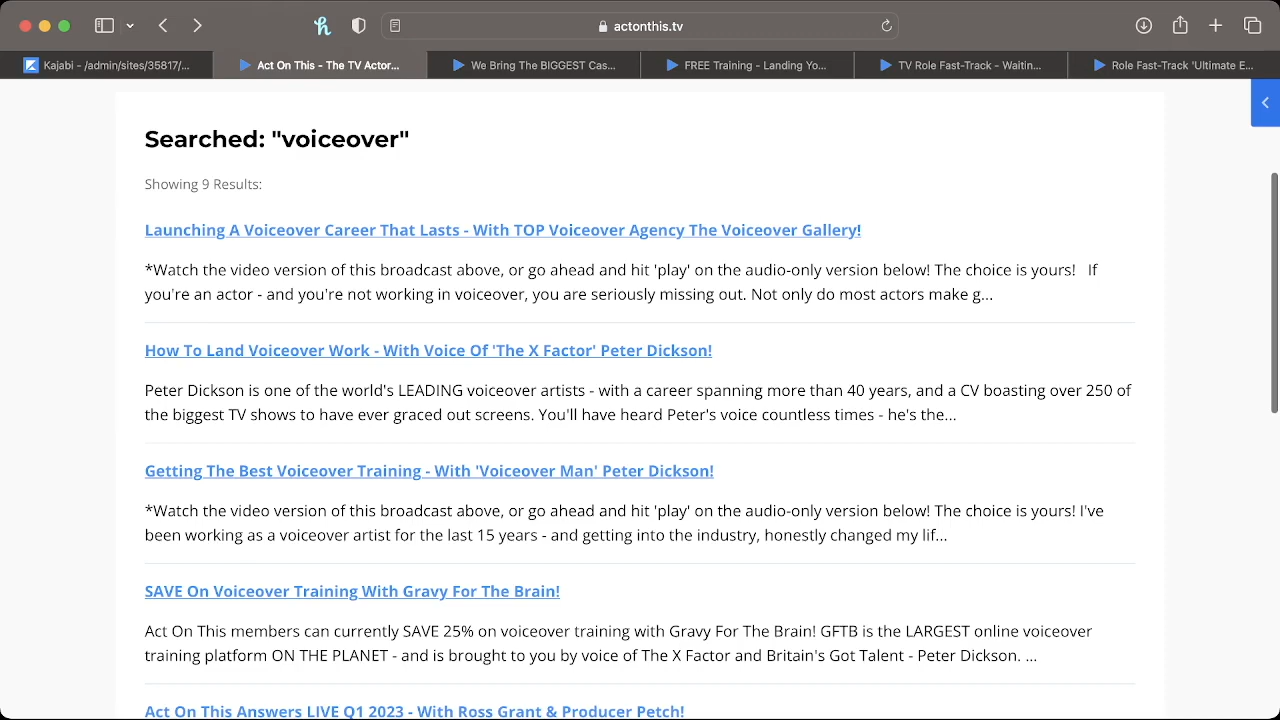 actonthis.tv
Kajabi - /admin/sites/35817/...
Act On This - The TV Actor...
We Bring The BIGGEST Cas...
FREE Training - Landing Yo...
TV Role Fast-Track - Waitin...
Role Fast-Track 'Ultimate E...
Searched: "voiceover"
Showing 9 Results:
Launching A Voiceover Career That Lasts - With TOP Voiceover Agency The Voiceover Gallery!
*Watch the video version of this broadcast above, or go ahead and hit 'play' on the audio-only version below! The choice is yours!   If
you're an actor - and you're not working in voiceover, you are seriously missing out. Not only do most actors make g...
How To Land Voiceover Work - With Voice Of 'The X Factor' Peter Dickson!
Peter Dickson is one of the world's LEADING voiceover artists - with a career spanning more than 40 years, and a CV boasting over 250 of
the biggest TV shows to have ever graced out screens. You'll have heard Peter's voice countless times - he's the...
Getting The Best Voiceover Training - With 'Voiceover Man' Peter Dickson!
*Watch the video version of this broadcast above, or go ahead and hit 'play' on the audio-only version below! The choice is yours! I've
been working as a voiceover artist for the last 15 years - and getting into the industry, honestly changed my lif...
SAVE On Voiceover Training With Gravy For The Brain!
Act On This members can currently SAVE 25% on voiceover training with Gravy For The Brain! GFTB is the LARGEST online voiceover
training platform ON THE PLANET - and is brought to you by voice of The X Factor and Britain's Got Talent - Peter Dickson. ...
Act On This Answers LIVE Q1 2023 - With Ross Grant & Producer Petch!